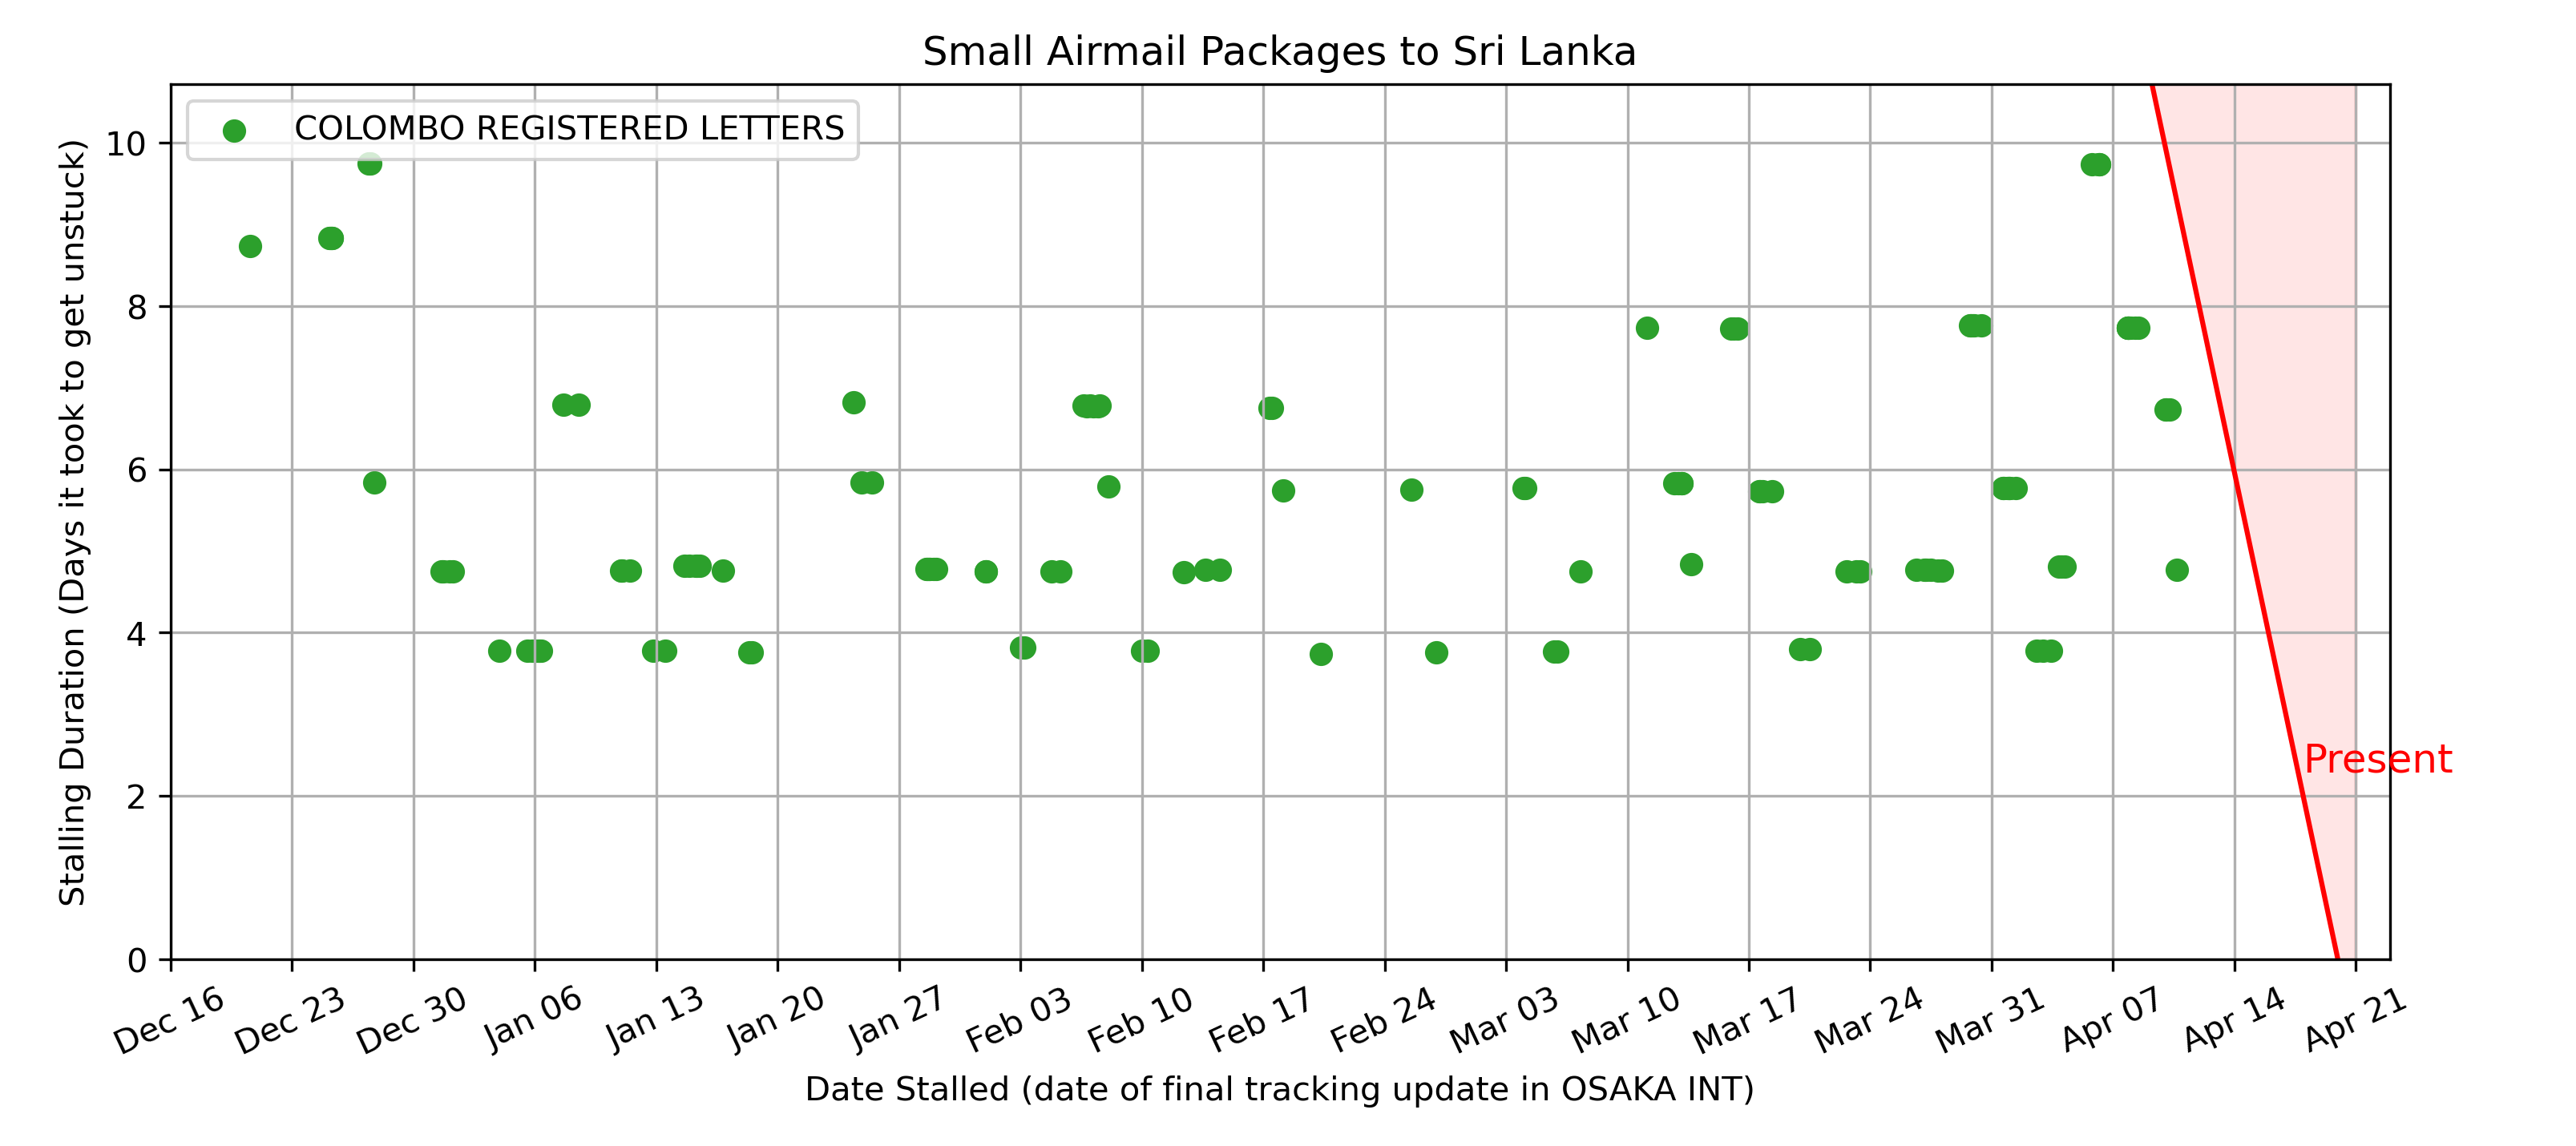 Small Airmail Packages to Sri Lanka
COLOMBO REGISTERED LETTERS
Stalling Duration (Days it took to get unstuck)
10
8
6
4
2
0
Present
Dec 16
Dec 23
Dec 30
Jan 06
Jan 13
Jan 20
Jan 27
Feb 03
Feb 10
Feb 17
Feb 24
Mar 03
Mar 10
Mar 17
Mar 24
Mar 31
Apr 07
Apr 14
Apr 21
Date Stalled (date of final tracking update in OSAKA INT)